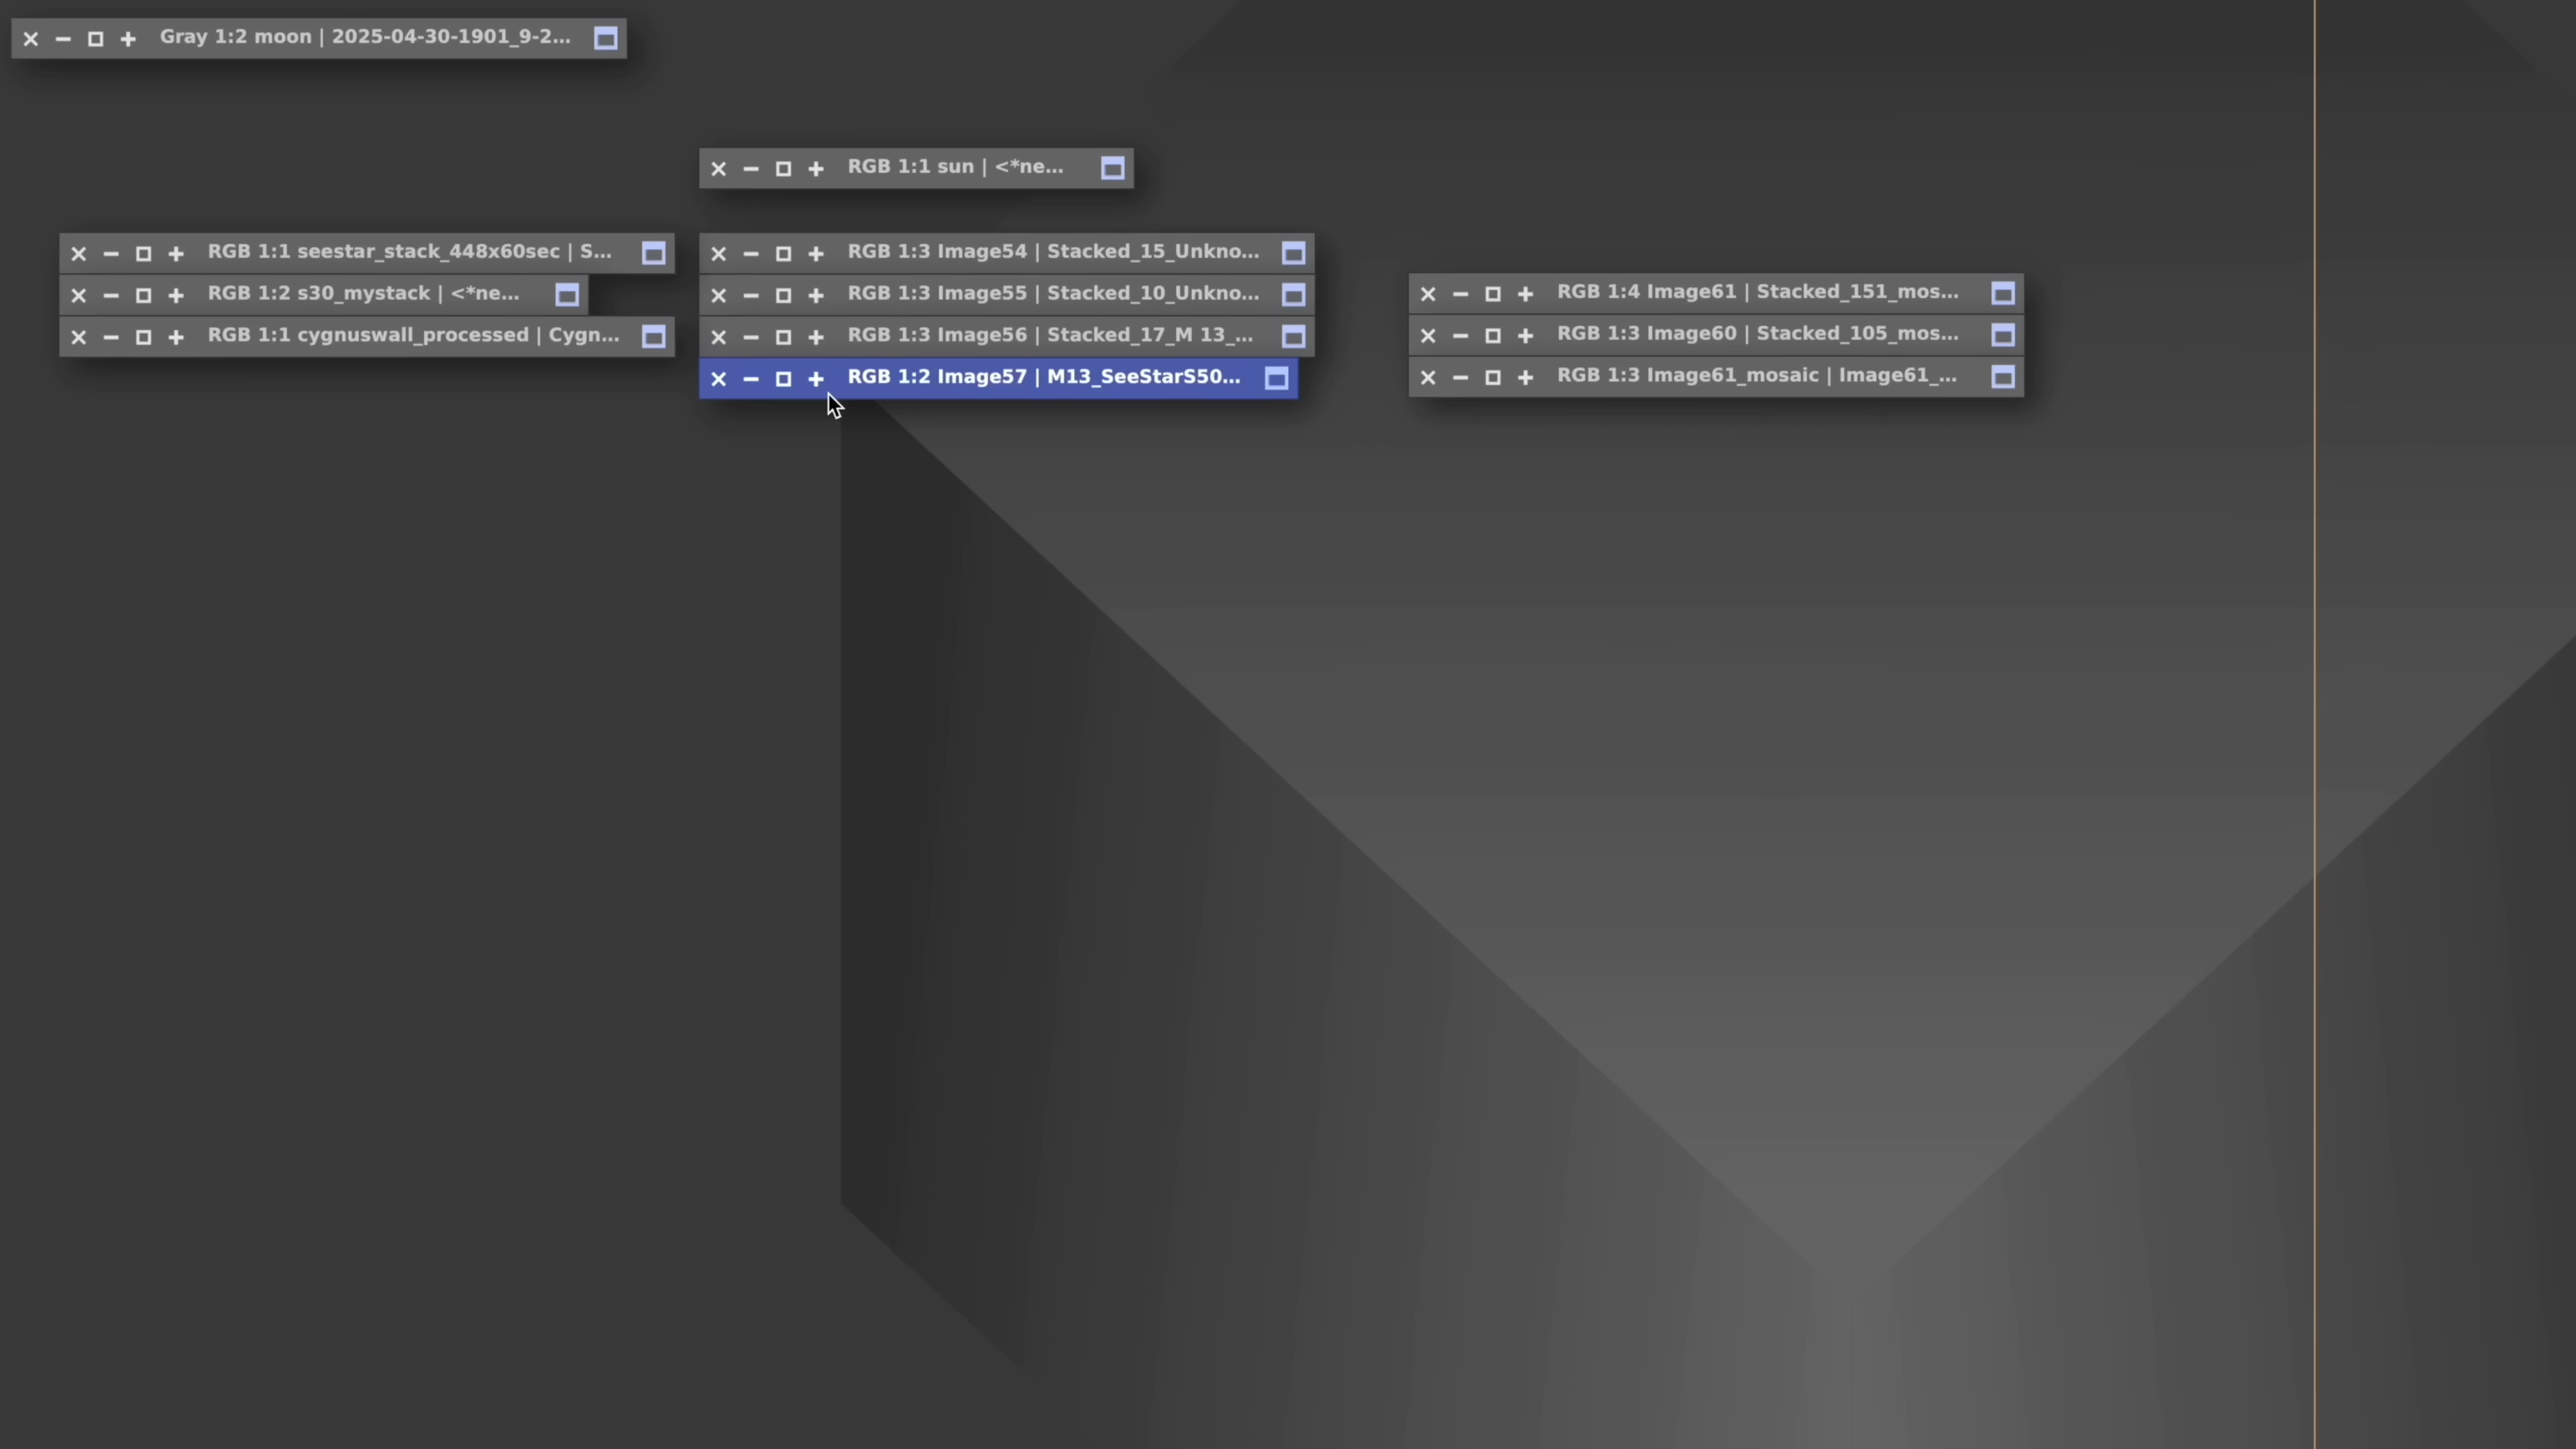 Gray 1:2 moon | 2025-04-30-1901_9-2...
RGB 1:1 sun | <*ne...
RGB 1:1 seestar_stack_448x60sec | S...
RGB 1:2 s30_mystack | <*ne...
RGB 1:1 cygnuswall_processed | Cygn...
RGB 1:3 Image54 | Stacked_15_Unkno...
RGB 1:3 Image55 | Stacked_10_Unkno...
RGB 1:3 Image56 | Stacked_17_M 13_...
RGB 1:2 Image57 | M13_SeeStarS50...
RGB 1:4 Image61 | Stacked_151_mos...
RGB 1:3 Image60 | Stacked_105_mos...
RGB 1:3 Image61_mosaic | Image61_...